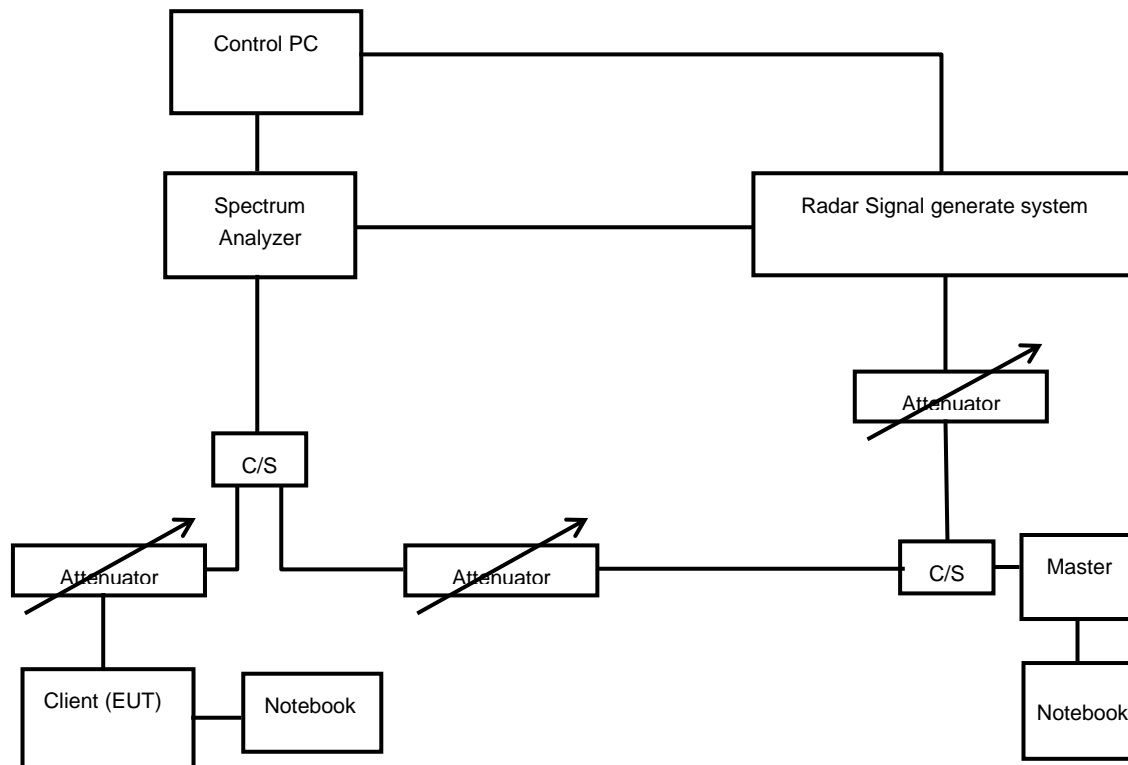 Control PC
Spectrum
Analyzer
Radar Signal generate system
Attenuator
C/S
Attenuator
Attenuator
C/S
Master
Client (EUT)
Notebook
Notebook